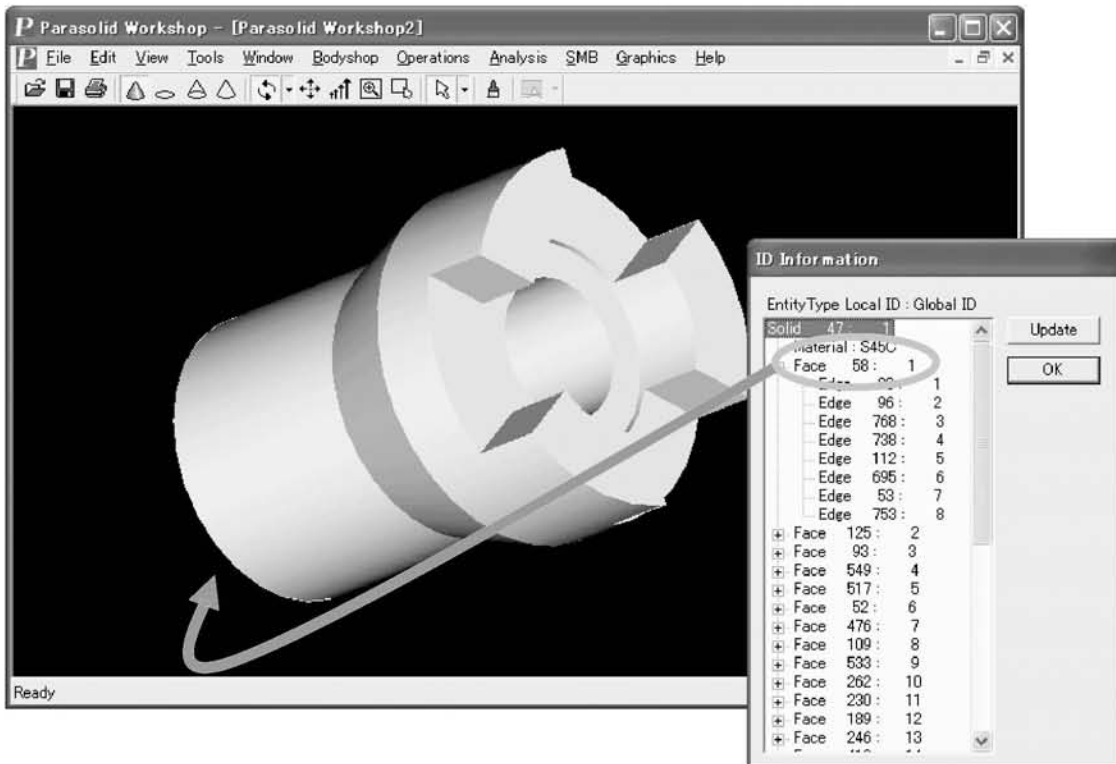 Parasolid Workshop - [Parasolid Workshop2]
File Edit View Tools Window Bodyshop Operations Analysis SMB Graphics Help
Ready
ID Information
EntityType Local ID : Global ID
Solid 47 : 1
Material : S45C
Face 58 : 1
Edge : 1
Edge 96 : 2
Edge 768 : 3
Edge 738 : 4
Edge 112 : 5
Edge 695 : 6
Edge 53 : 7
Edge 753 : 8
Face 125 : 2
Face 93 : 3
Face 549 : 4
Face 517 : 5
Face 52 : 6
Face 476 : 7
Face 109 : 8
Face 533 : 9
Face 262 : 10
Face 230 : 11
Face 189 : 12
Face 246 : 13
Update
OK